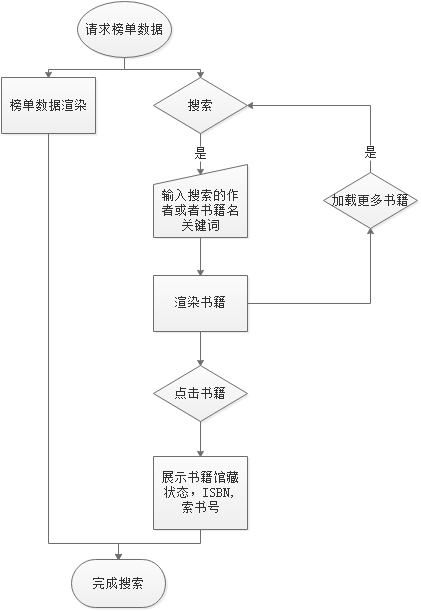 请求榜单数据
榜单数据渲染
搜索
是
是
输入搜索的作
者或者书籍名
关键词
加载更多书籍
渲染书籍
点击书籍
展示书籍馆藏
状态，ISBN,
索书号
完成搜索